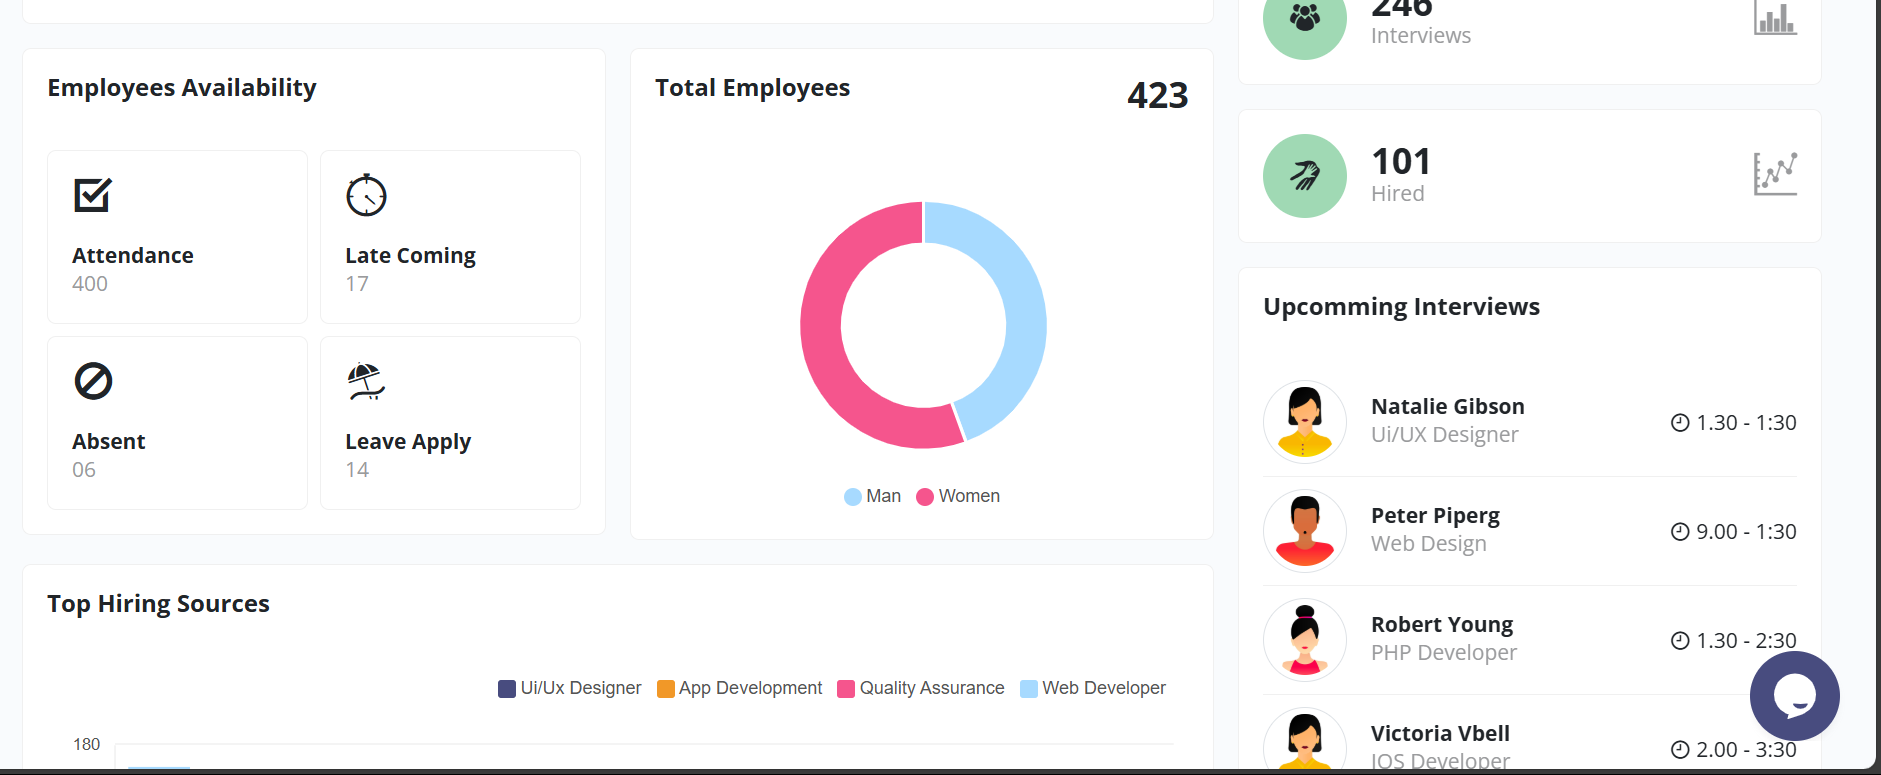 246
Interviews
Employees Availability
Attendance
400
Late Coming
17
Absent
06
Leave Apply
14
Total Employees
423
Man
Women
101
Hired
Upcomming Interviews
Natalie Gibson
Ui/UX Designer
1.30 - 1:30
Peter Piperg
Web Design
9.00 - 1:30
Robert Young
PHP Developer
1.30 - 2:30
Victoria Vbell
IOS Developer
2.00 - 3:30
Top Hiring Sources
Ui/Ux Designer
App Development
Quality Assurance
Web Developer
180